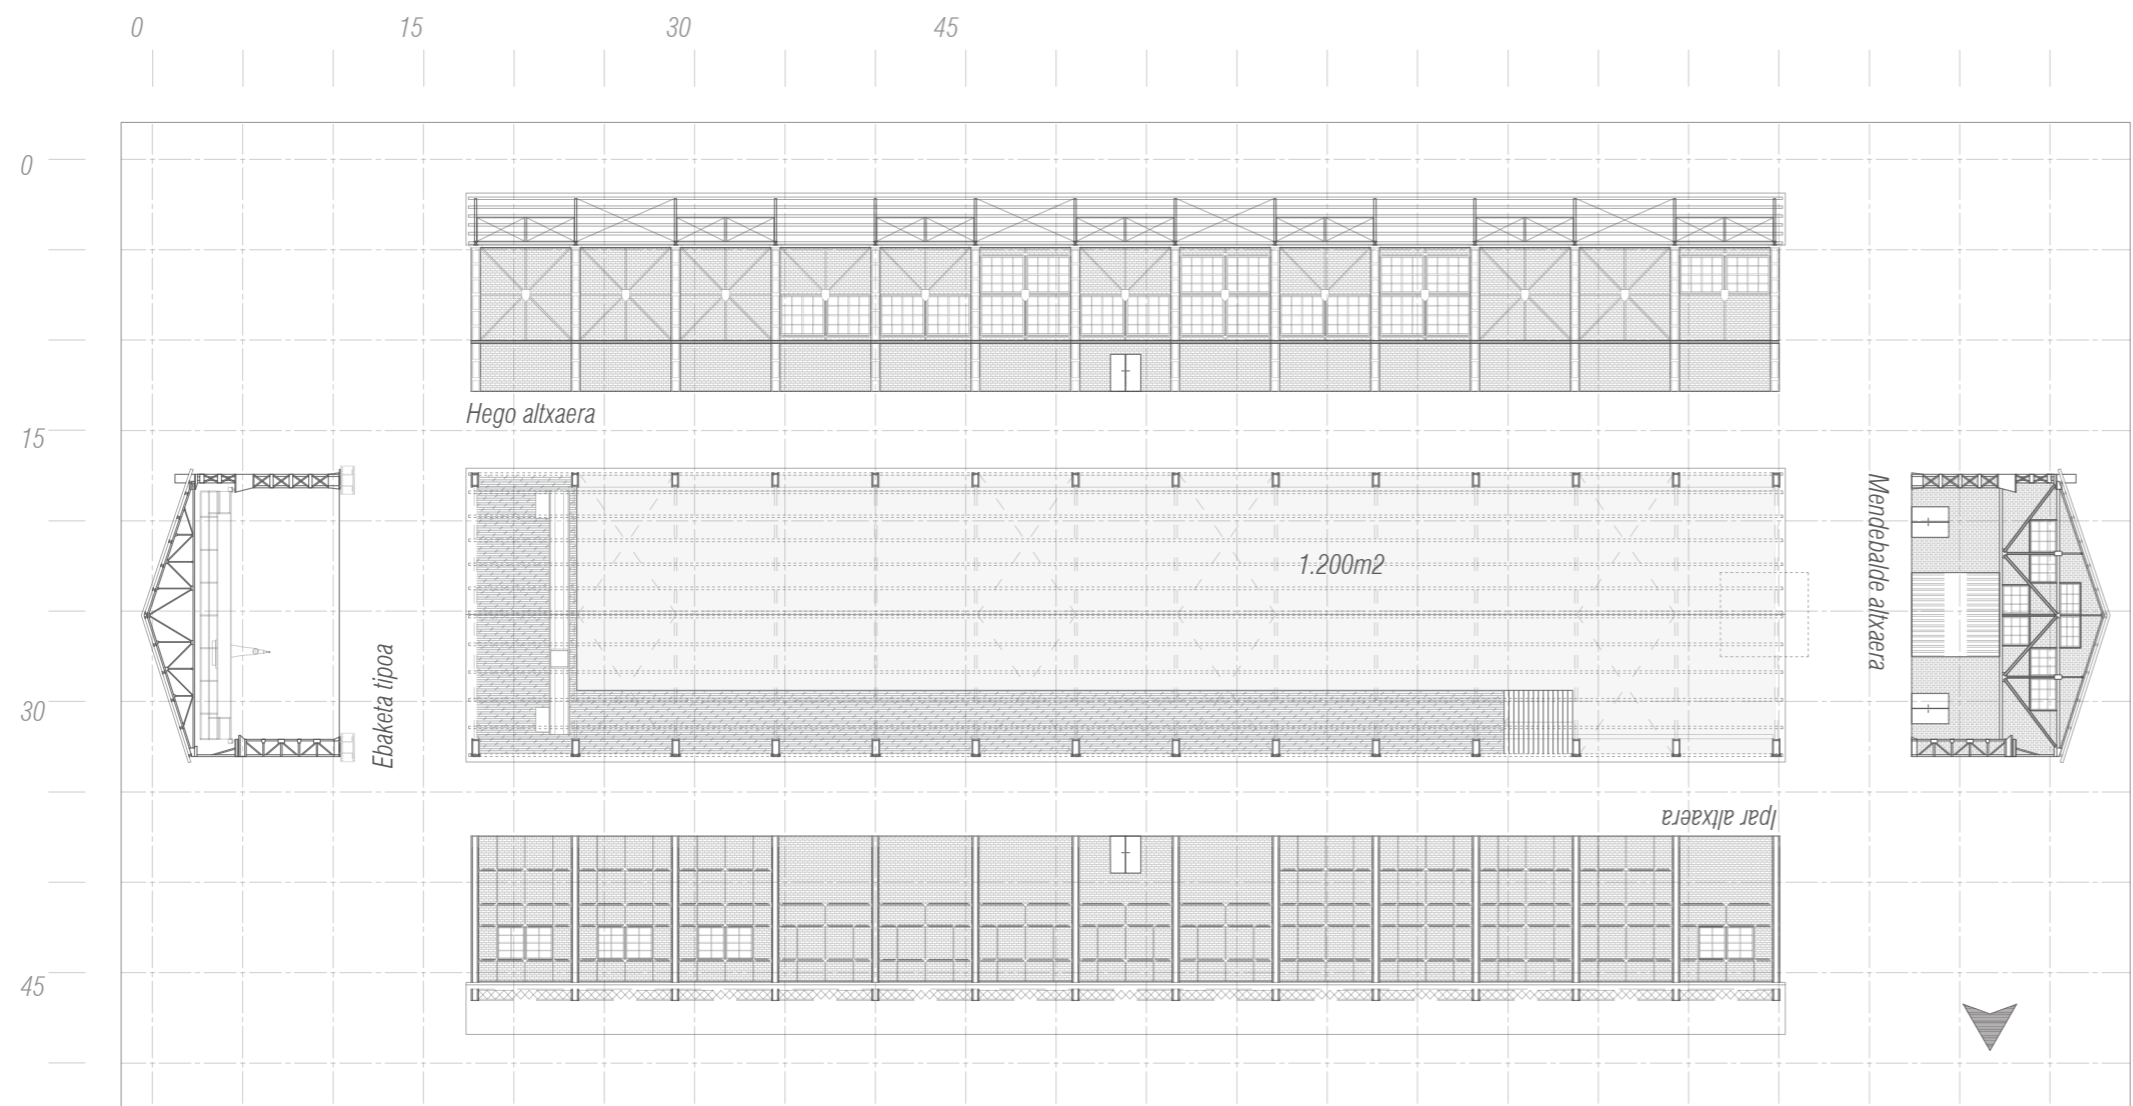 0 15 30 45
0
Hego altxaera
15
1.200m2
Mendebalde altxaera
Ebaketa tipoa
30
Ipar altxaera
45